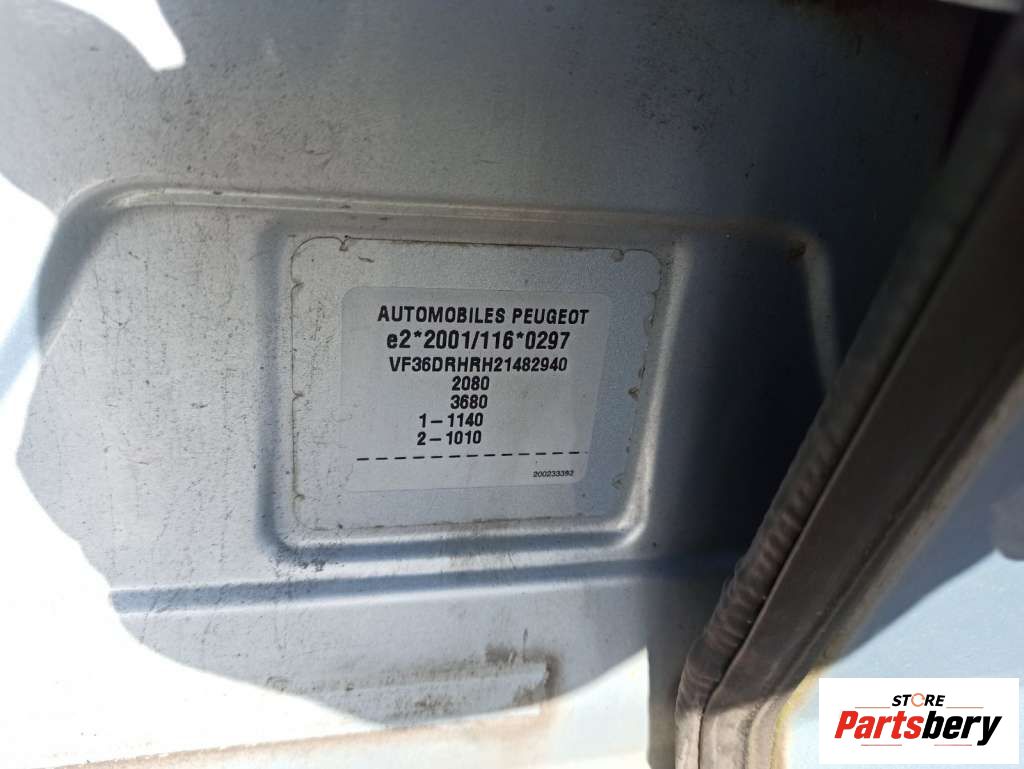 AUTOMOBILES PEUGEOT
e2*2001/116*0297
VF36DRHRH21482940
2080
3680
1-1140
2-1010
200233392
STORE
Partsbery